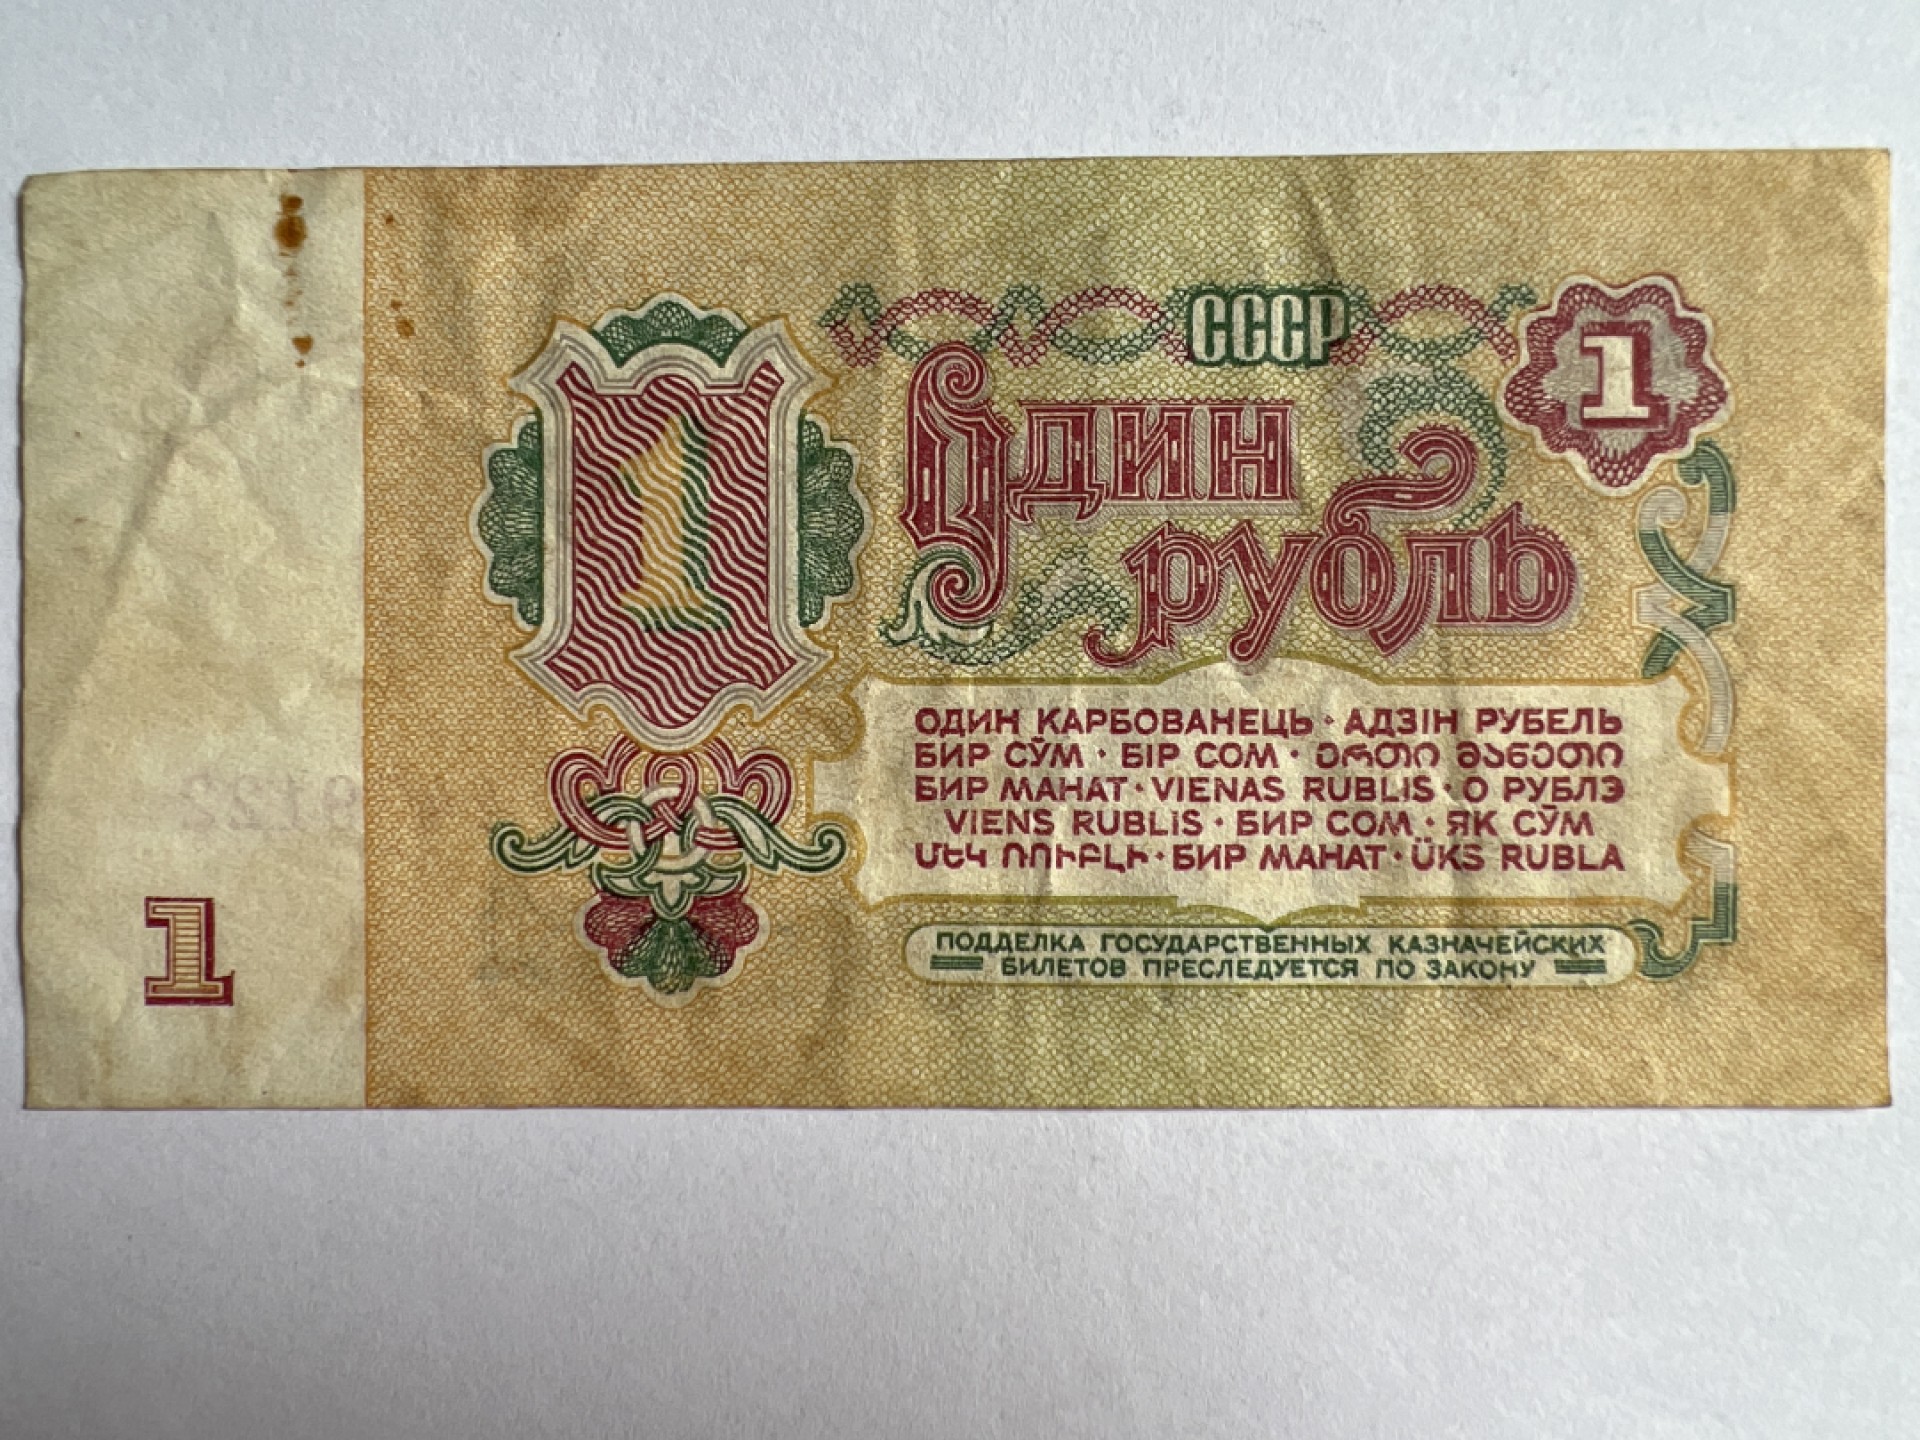 СССР
1
Один
рубль
1
ОДИН КАРБОВАНЕЦЬ · АДЗІН РУБЕЛЬ
БИР СЎМ · БІР СОМ · ᲔᲠᲗᲘ ᲛᲐᲜᲔᲗᲘ
БИР МАНАТ · VIENAS RUBLIS · О РУБЛЭ
VIENS RUBLIS · БИР СОМ · ЯК СӮМ
ՄԵԿ ՌՈՒԲԼԻ · БИР МАНАТ · ÜKS RUBLA
1
ПОДДЕЛКА ГОСУДАРСТВЕННЫХ КАЗНАЧЕЙСКИХ
БИЛЕТОВ ПРЕСЛЕДУЕТСЯ ПО ЗАКОНУ